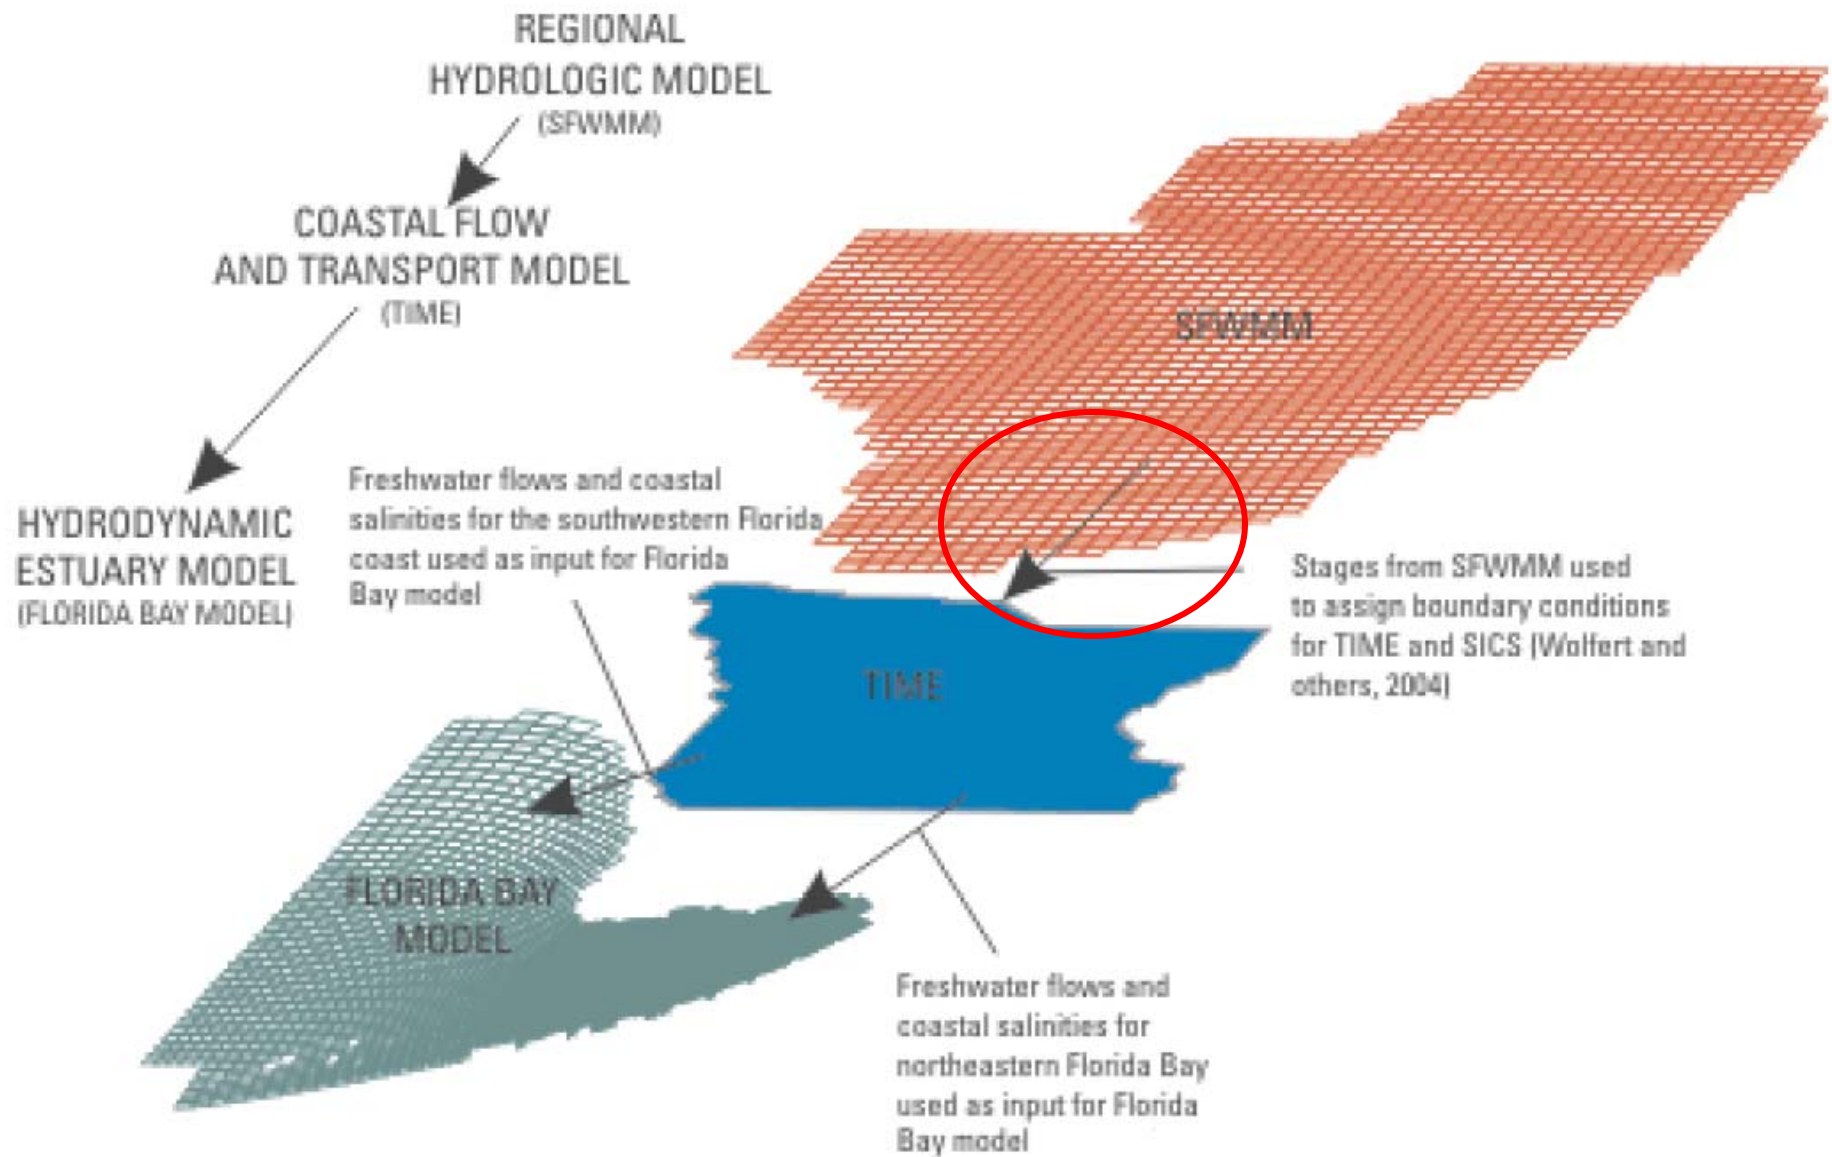 REGIONAL
HYDROLOGIC MODEL
(SFWMM)
COASTAL FLOW
AND TRANSPORT MODEL
(TIME)
HYDRODYNAMIC
ESTUARY MODEL
(FLORIDA BAY MODEL)
Freshwater flows and coastal
salinities for the southwestern Florida
coast used as input for Florida
Bay model
SFWMM
Stages from SFWMM used
to assign boundary conditions
for TIME and SICS (Wolfert and
others, 2004)
TIME
FLORIDA BAY
MODEL
Freshwater flows and
coastal salinities for
northeastern Florida Bay
used as input for Florida
Bay model